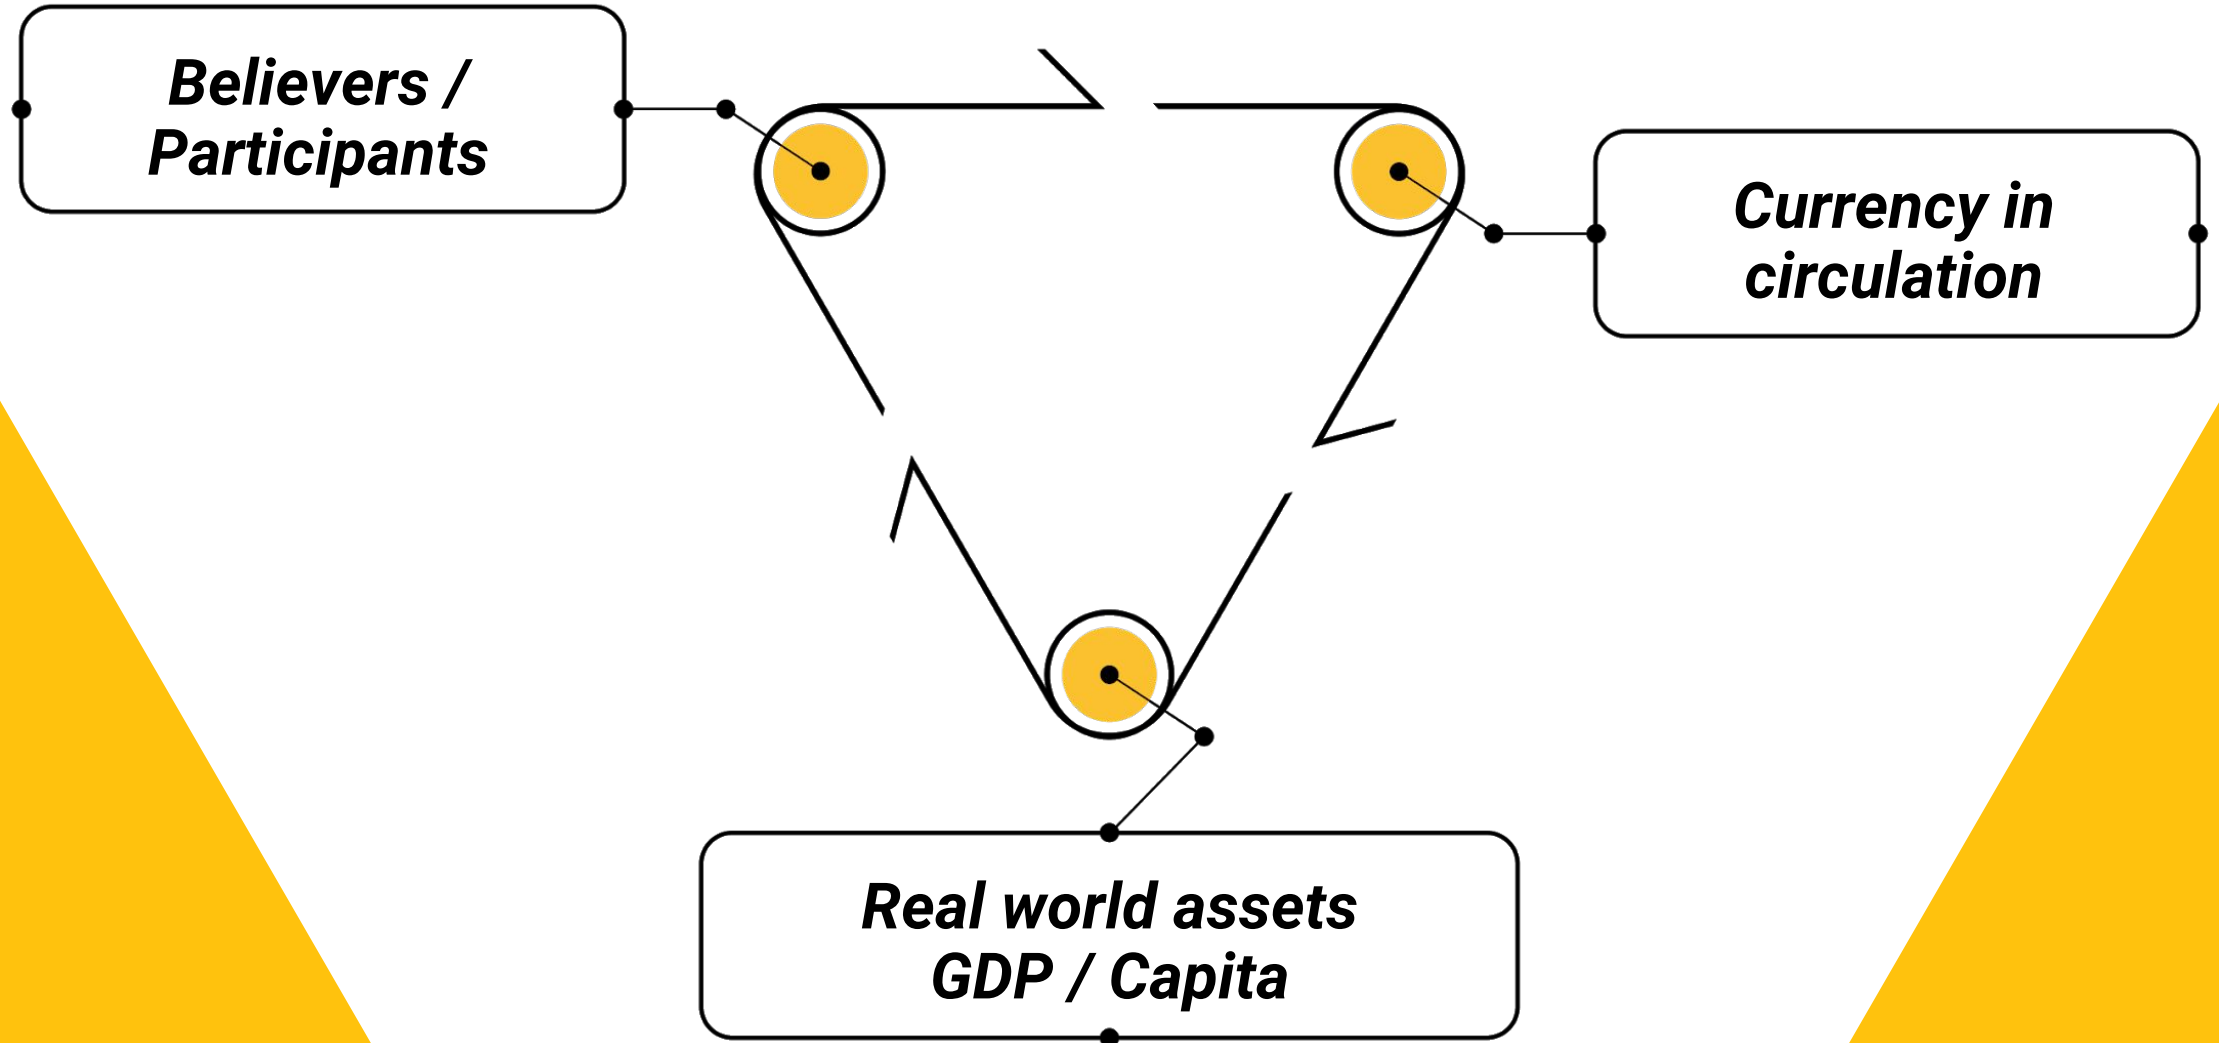 Believers /
Participants
Currency in
circulation
Real world assets
GDP / Capita